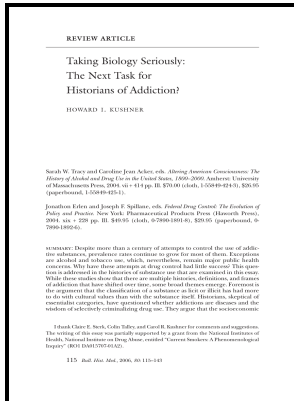 REVIEW ARTICLE
Taking Biology Seriously:
The Next Task for
Historians of Addiction?
HOWARD I. KUSHNER
Sarah W. Tracy and Caroline Jean Acker, eds. Altering American Consciousness: The
History of Alcohol and Drug Use in the United States, 1800–2000. Amherst: University
of Massachusetts Press, 2004. vii + 414 pp. Ill. $70.00 (cloth, 1-55849-424-3), $26.95
(paperbound, 1-55849-425-1).
Jonathon Erlen and Joseph F. Spillane, eds. Federal Drug Control: The Evolution of
Policy and Practice. New York: Pharmaceutical Products Press (Haworth Press),
2004. xix + 228 pp. Ill. $49.95 (cloth, 0-7890-1891-8), $29.95 (paperbound, 0-
7890-1892-6).
SUMMARY: Despite more than a century of attempts to control the use of addic-
tive substances, prevalence rates continue to grow for most of them. Exceptions
are alcohol and tobacco use, which, nevertheless, remain major public health
concerns. Why have these attempts at drug control had little success? This ques-
tion is addressed in the histories of substance use that are examined in this essay.
While these studies show that there are multiple histories, definitions, and frames
of addiction that have shifted over time, some broad themes emerge. Foremost is
the argument that the classification of a substance as licit or illicit has had more
to do with cultural values than with the substance itself. Historians, skeptical of
essentialist categories, have questioned whether addictions are diseases and the
wisdom of selectively criminalizing drug use. They argue that the socioeconomic
I thank Claire E. Sterk, Colin Talley, and Carol R. Kushner for comments and suggestions.
The writing of this essay was partially supported by a grant from the National Institutes of
Health, National Institute on Drug Abuse, entitled "Current Smokers: A Phenomenological
Inquiry" (RO1 DA015707-01A2).
115 Bull. Hist. Med., 2006, 80: 115–143